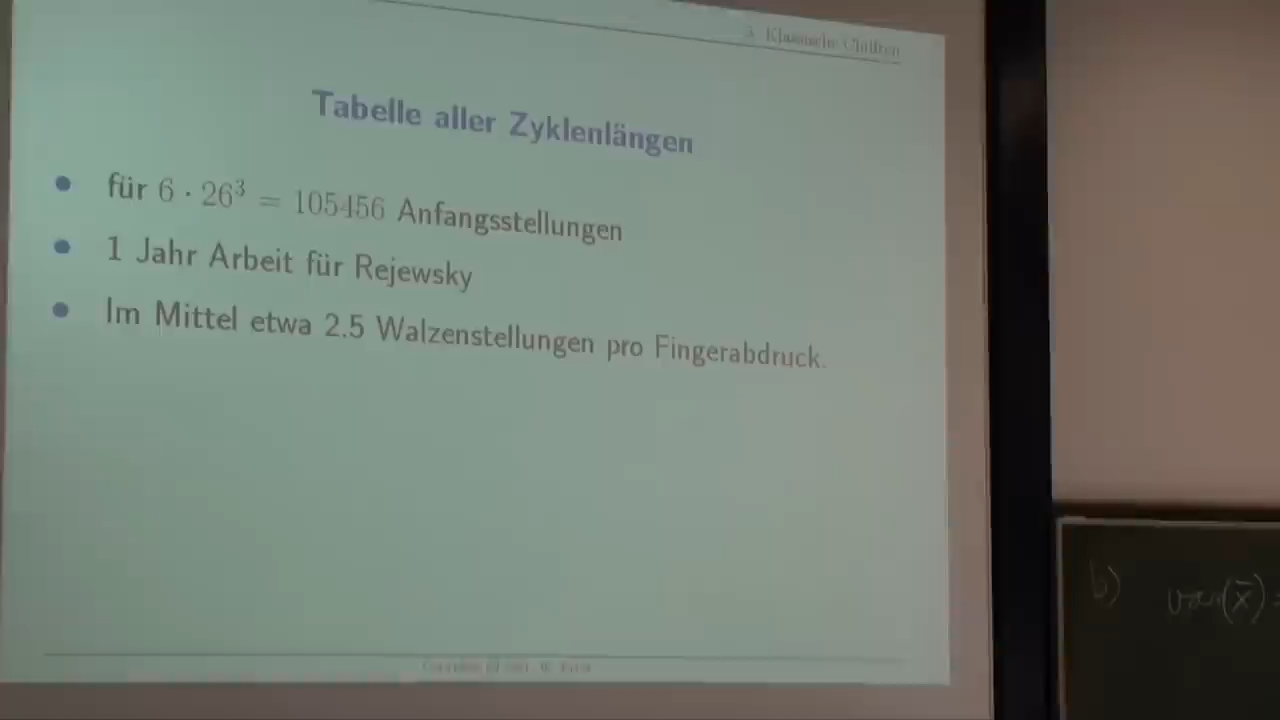 3 Klassische Chiffren
Tabelle aller Zyklenlängen
• für 6 · 26³ = 105456 Anfangsstellungen
• 1 Jahr Arbeit für Rejewsky
• Im Mittel etwa 2.5 Walzenstellungen pro Fingerabdruck.
b) var(x̄) =